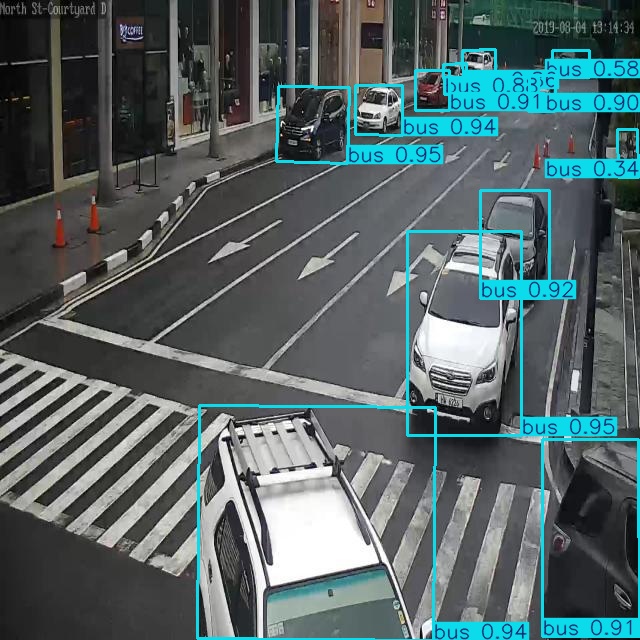 North St-Courtyard D
2019-08-04 13:14:34
COFFEE
bus 0.58
bus 0.91
bus 0.90
bus 0.94
bus 0.95
bus 0.34
bus 0.92
bus 0.95
bus 0.94
bus 0.91